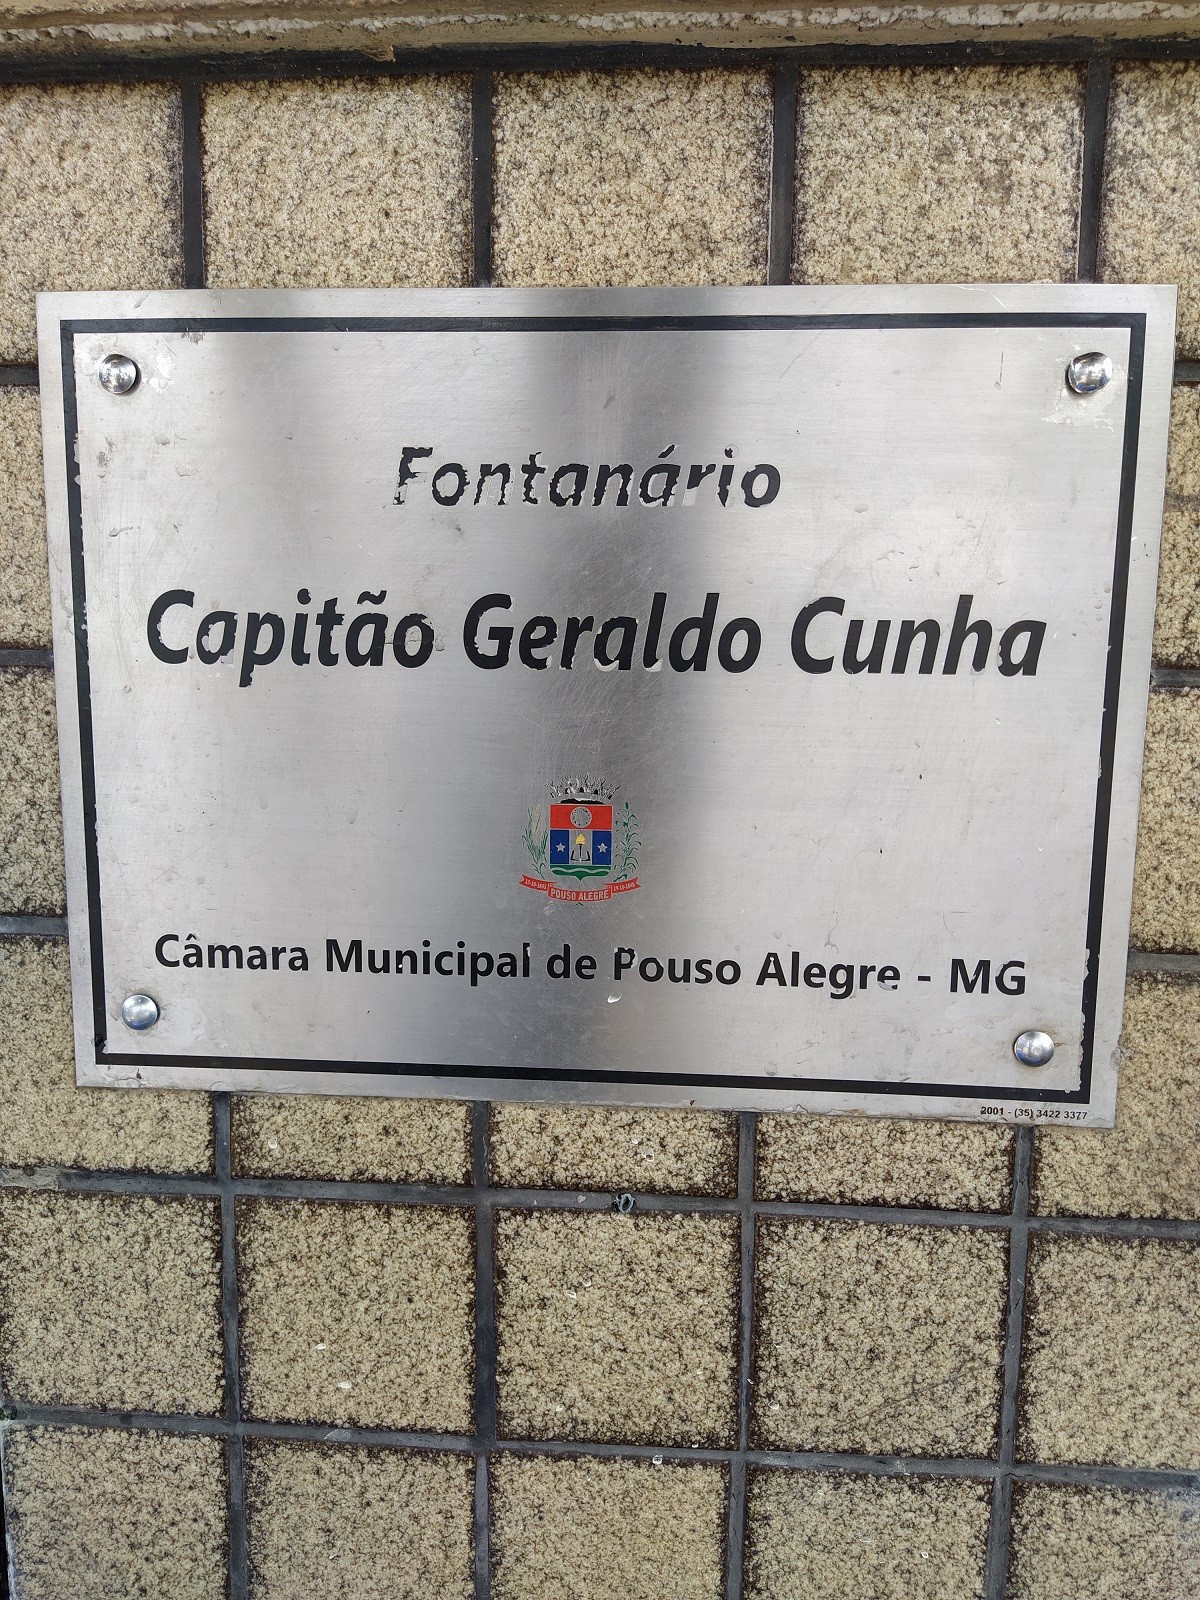 Fontanário
Capitão Geraldo Cunha
POUSO ALEGRE
Câmara Municipal de Pouso Alegre - MG
2001 - (35) 3422 3377